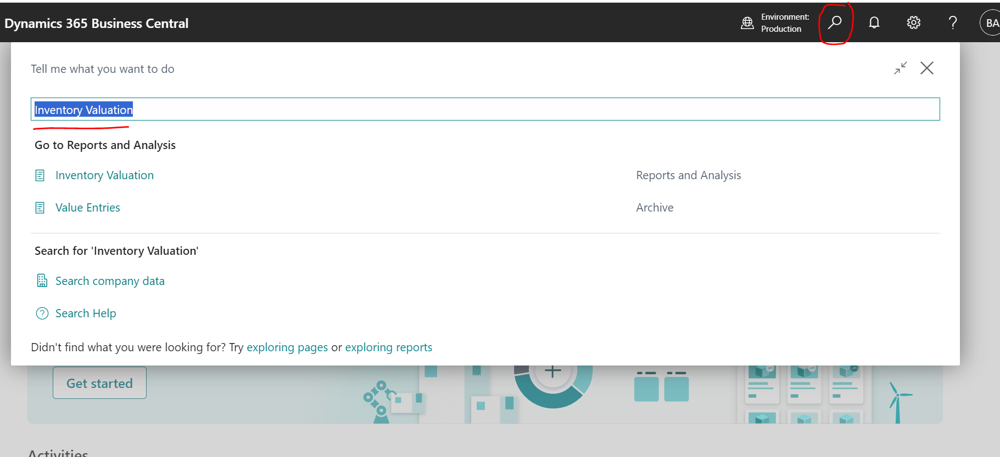 Dynamics 365 Business Central
Environment:
Production
BA
Tell me what you want to do
Inventory Valuation
Go to Reports and Analysis
Inventory Valuation
Reports and Analysis
Value Entries
Archive
Search for 'Inventory Valuation'
Search company data
Search Help
Didn't find what you were looking for? Try exploring pages or exploring reports
Get started
Activities